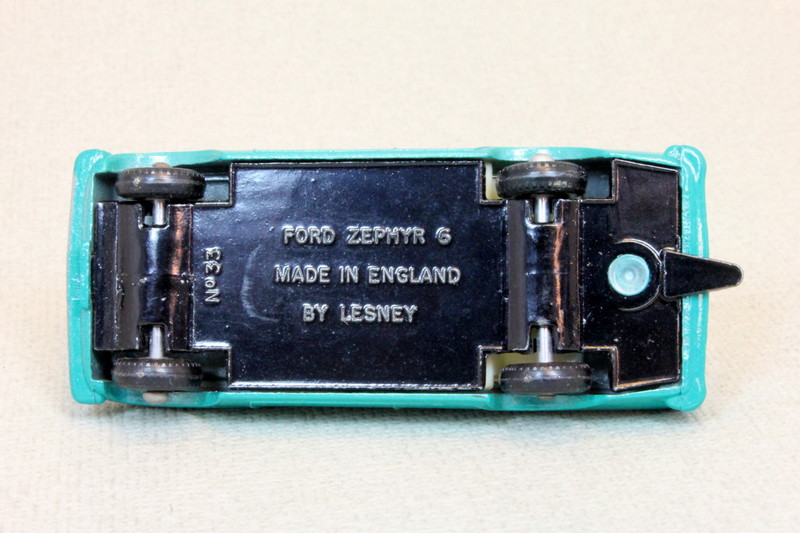 FORD ZEPHYR 6
MADE IN ENGLAND
BY LESNEY
Nº33